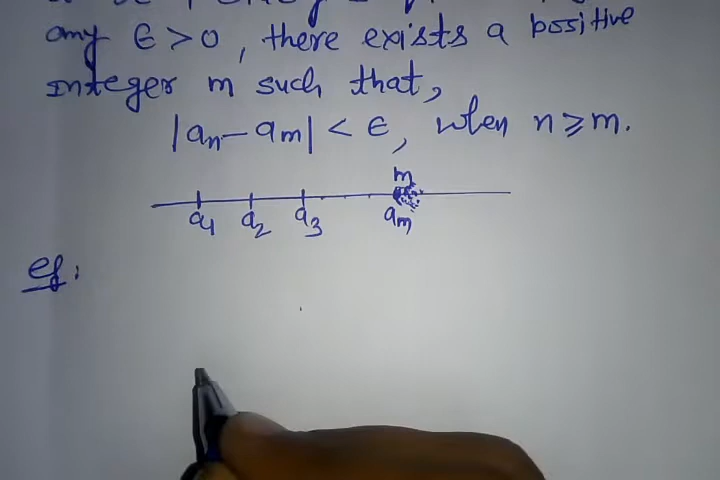 any ∈ > 0, there exists a positive
Integer m such that,
|aₙ - aₘ| < ∈, when n ⩾ m.
m
a₁ a₂ a₃ aₘ
eg: